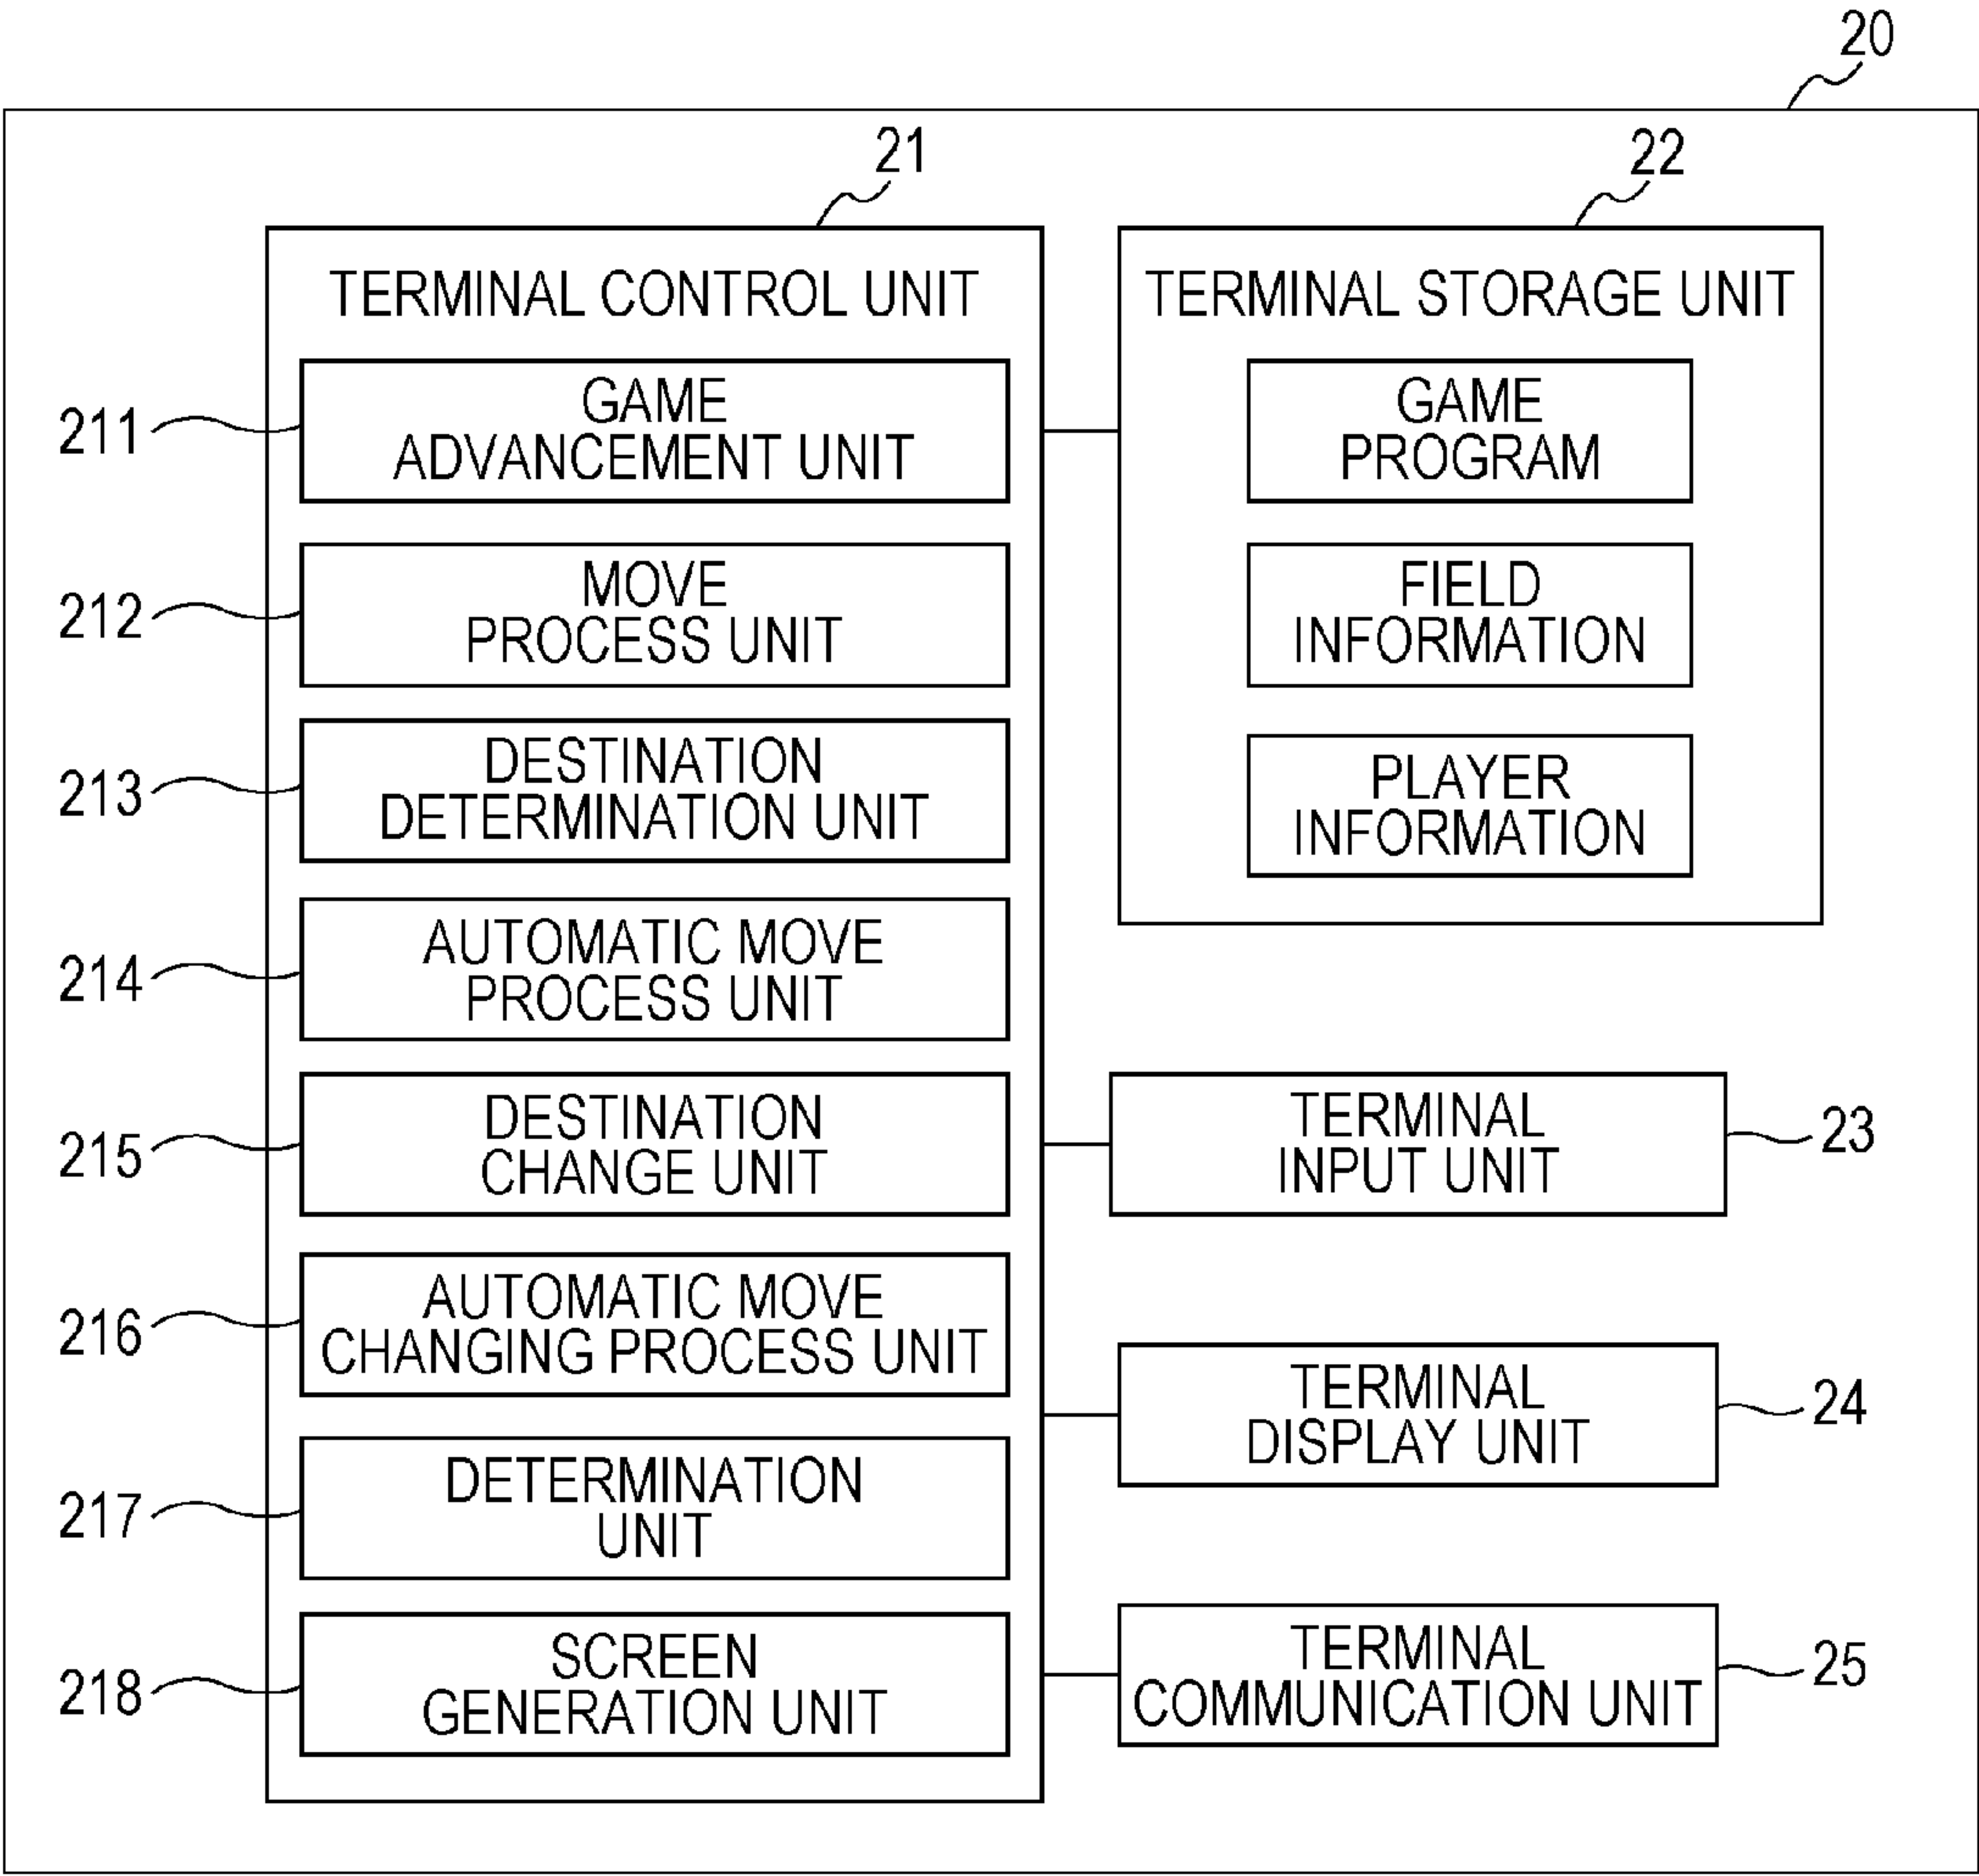 20
21
TERMINAL CONTROL UNIT
211
GAME
ADVANCEMENT UNIT
212
MOVE
PROCESS UNIT
213
DESTINATION
DETERMINATION UNIT
214
AUTOMATIC MOVE
PROCESS UNIT
215
DESTINATION
CHANGE UNIT
216
AUTOMATIC MOVE
CHANGING PROCESS UNIT
217
DETERMINATION
UNIT
218
SCREEN
GENERATION UNIT
22
TERMINAL STORAGE UNIT
GAME
PROGRAM
FIELD
INFORMATION
PLAYER
INFORMATION
TERMINAL
INPUT UNIT
23
TERMINAL
DISPLAY UNIT
24
TERMINAL
COMMUNICATION UNIT
25